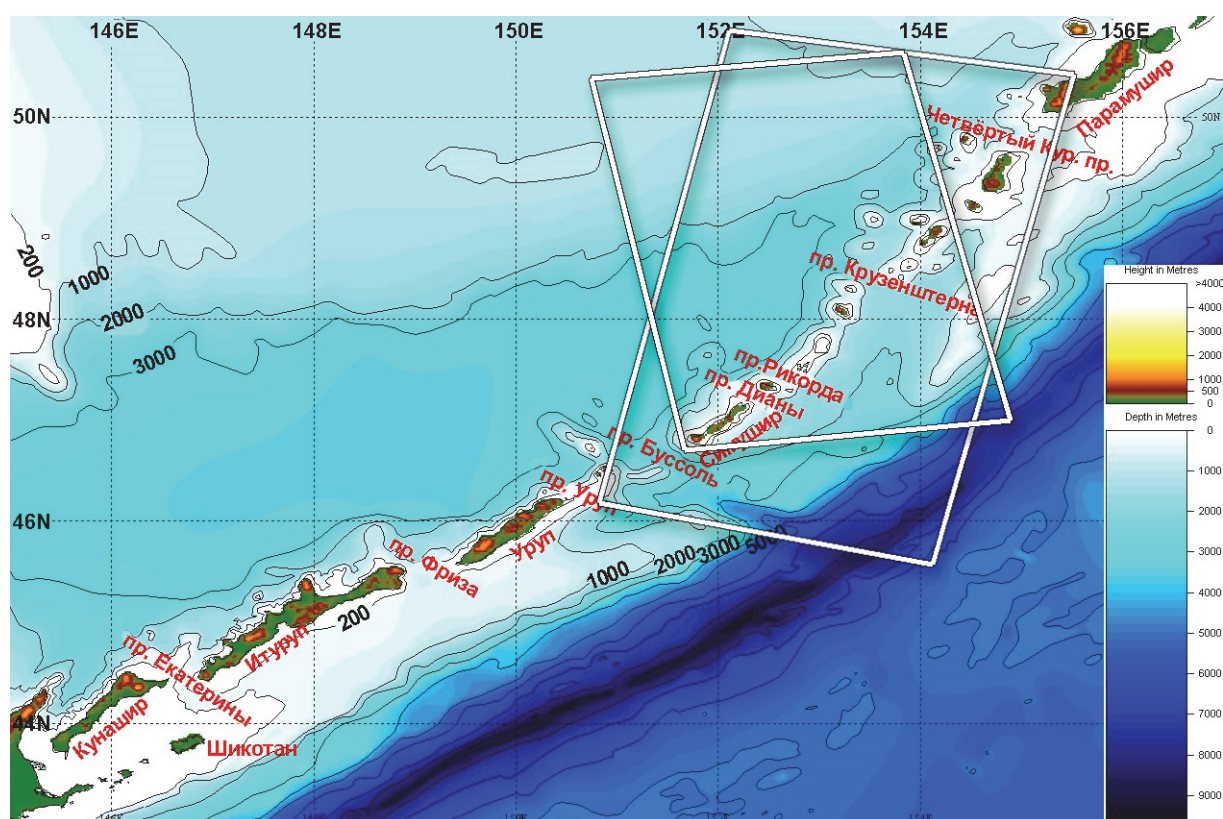 146E 148E 150E 152E 154E 156E
Парамушир
50N
50N
Четвёртый Кур. пр.
200
1000
2000
3000
пр. Крузенштерна
48N
Height in Metres
>4000
4000
3000
2000
1000
500
0
пр.Рикорда
пр. Дианы
Симушир
пр. Буссоль
пр. Уруп
Уруп
46N
пр. Фриза
1000
2000
3000
5000
200
Итуруп
пр. Екатерины
Кунашир
Шикотан
44N
Depth in Metres
0
1000
2000
3000
4000
5000
6000
7000
8000
9000